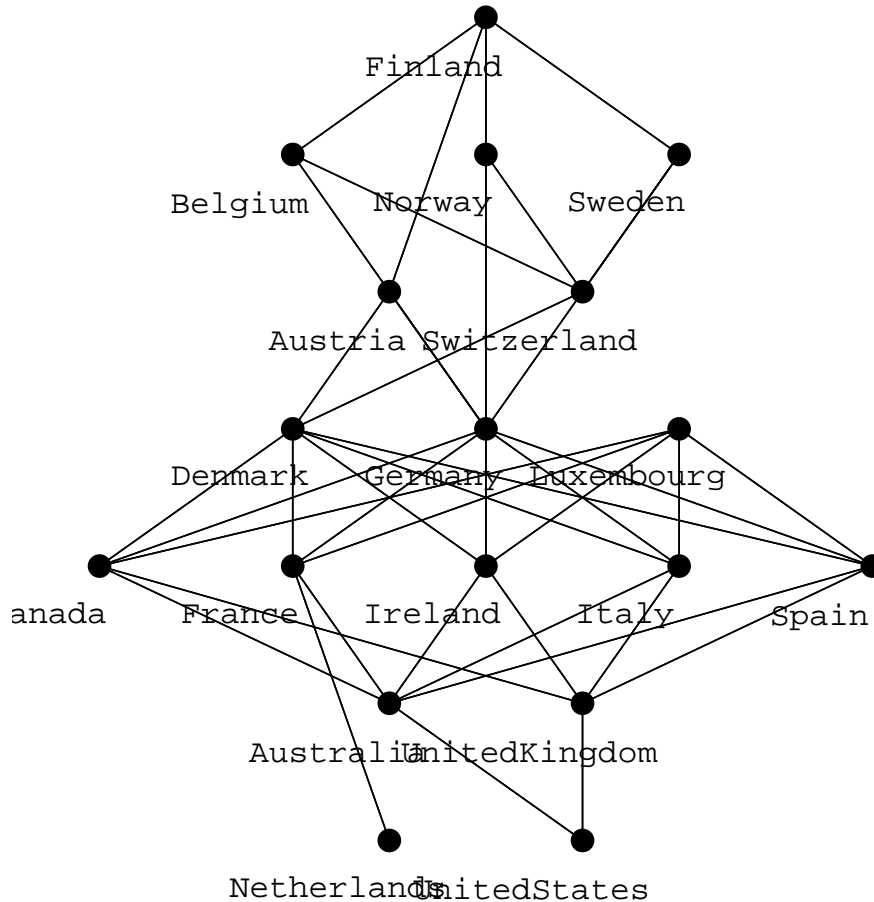 Finland
Belgium Norway Sweden
Austria Switzerland
Denmark Germany Luxembourg
anada France Ireland Italy Spain
Australia UnitedKingdom
Netherlands UnitedStates